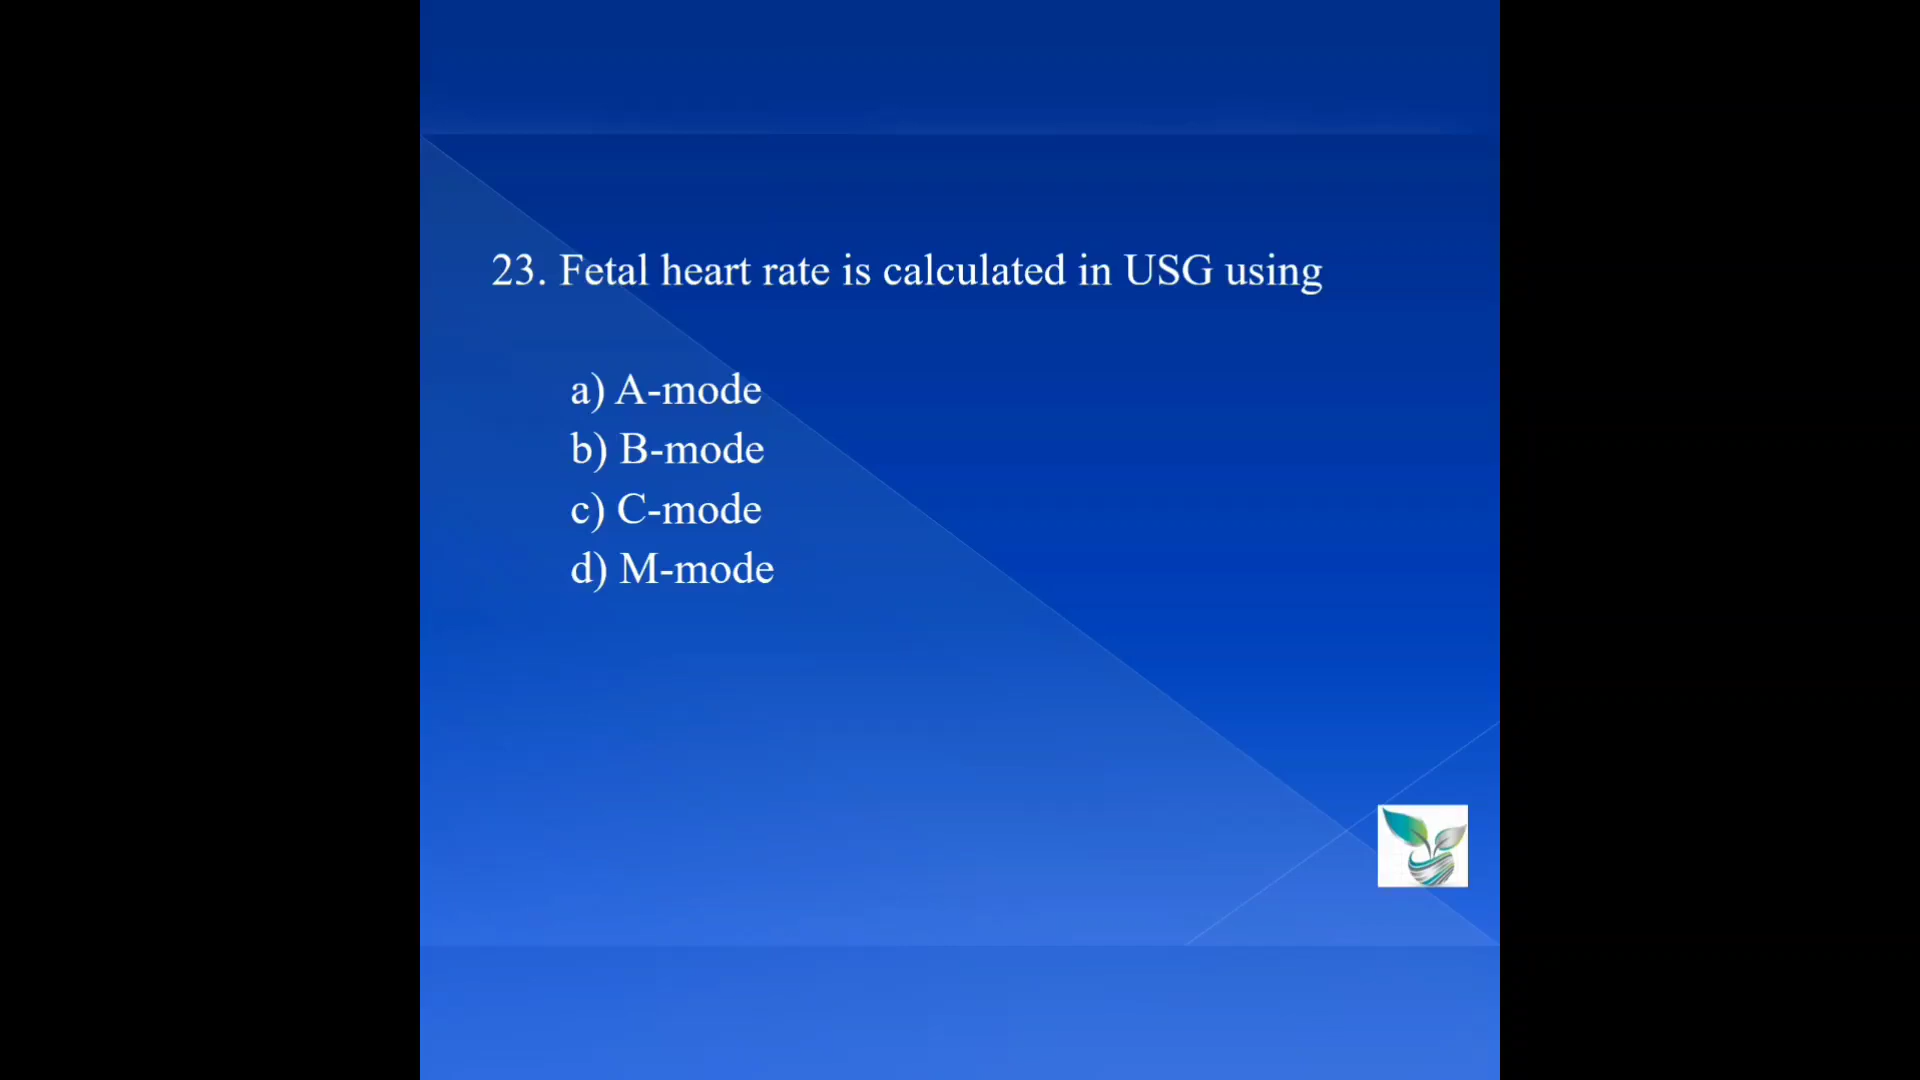 23. Fetal heart rate is calculated in USG using
a) A-mode
b) B-mode
c) C-mode
d) M-mode